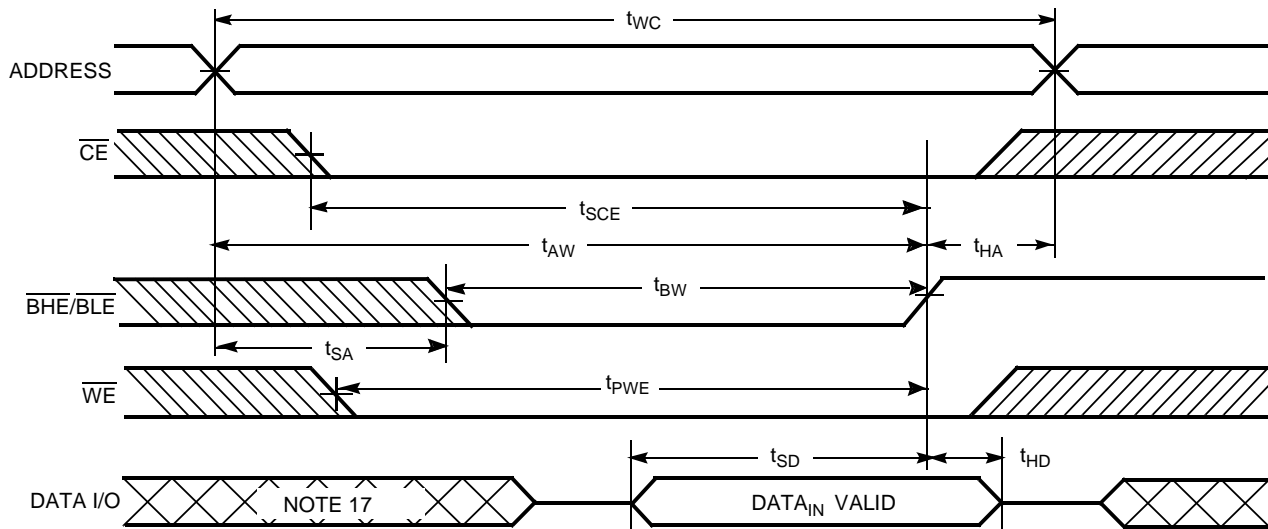 tWC
ADDRESS
CE
tSCE
tAW
tHA
BHE/BLE
tBW
tSA
WE
tPWE
tSD
tHD
DATA I/O
NOTE 17
DATAIN VALID